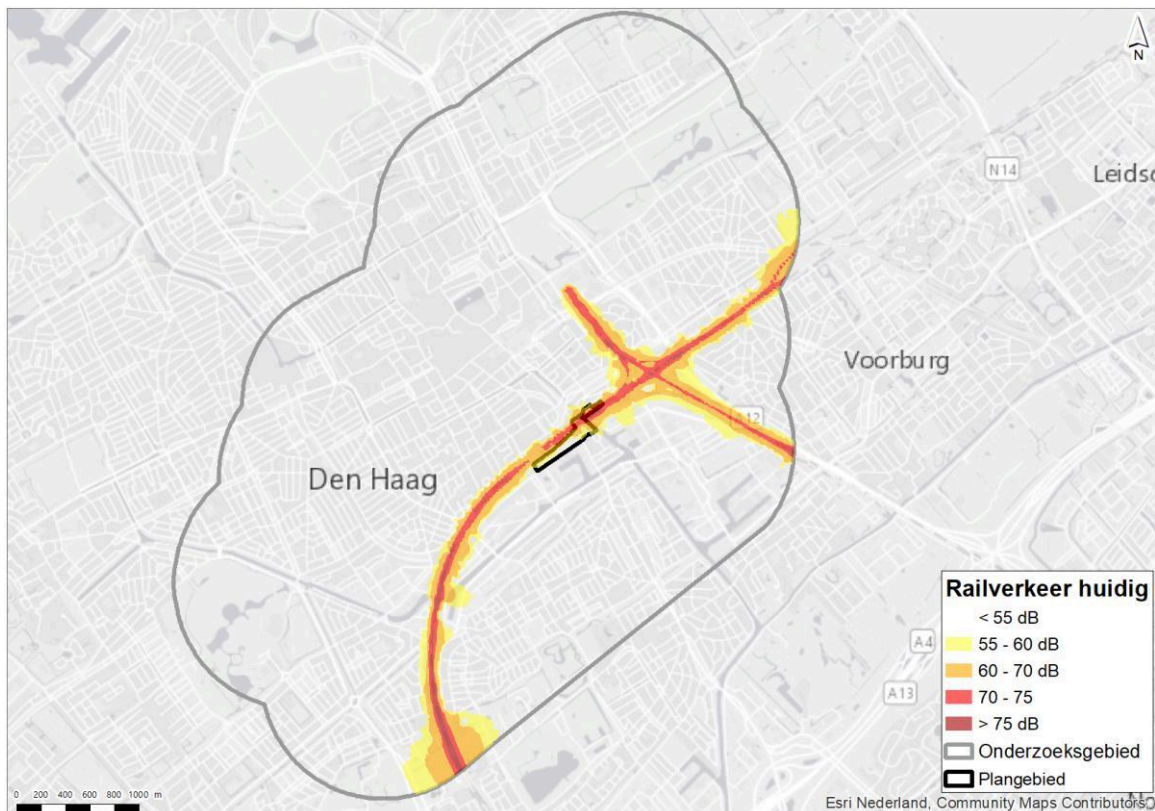 N
N14
Leidsc
Voorburg
A12
Den Haag
A4
A13
Railverkeer huidig
< 55 dB
55 - 60 dB
60 - 70 dB
70 - 75
> 75 dB
Onderzoeksgebied
Plangebied
0 200 400 600 800 1000 m
Esri Nederland, Community Maps Contributors